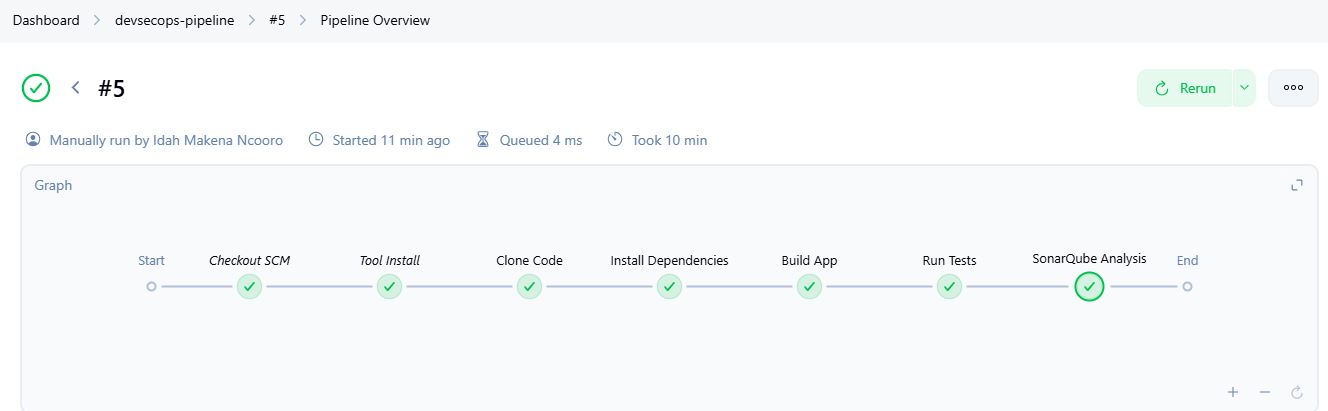 Dashboard > devsecops-pipeline > #5 > Pipeline Overview
#5
Rerun
Manually run by Idah Makena Ncooro Started 11 min ago Queued 4 ms Took 10 min
Graph
Start Checkout SCM Tool Install Clone Code Install Dependencies Build App Run Tests SonarQube Analysis End